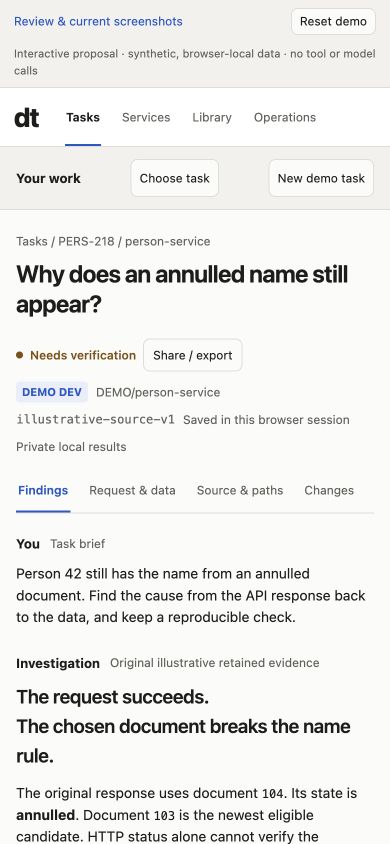 Review & current screenshots
Reset demo
Interactive proposal · synthetic, browser-local data · no tool or model
calls
dt
Tasks
Services
Library
Operations
Your work
Choose task
New demo task
Tasks / PERS-218 / person-service
Why does an annulled name still
appear?
Needs verification
Share / export
DEMO DEV
DEMO/person-service
illustrative-source-v1
Saved in this browser session
Private local results
Findings
Request & data
Source & paths
Changes
You
Task brief
Person 42 still has the name from an annulled
document. Find the cause from the API response back
to the data, and keep a reproducible check.
Investigation
Original illustrative retained evidence
The request succeeds.
The chosen document breaks the name
rule.
The original response uses document 104. Its state is
annulled. Document 103 is the newest eligible
candidate. HTTP status alone cannot verify the